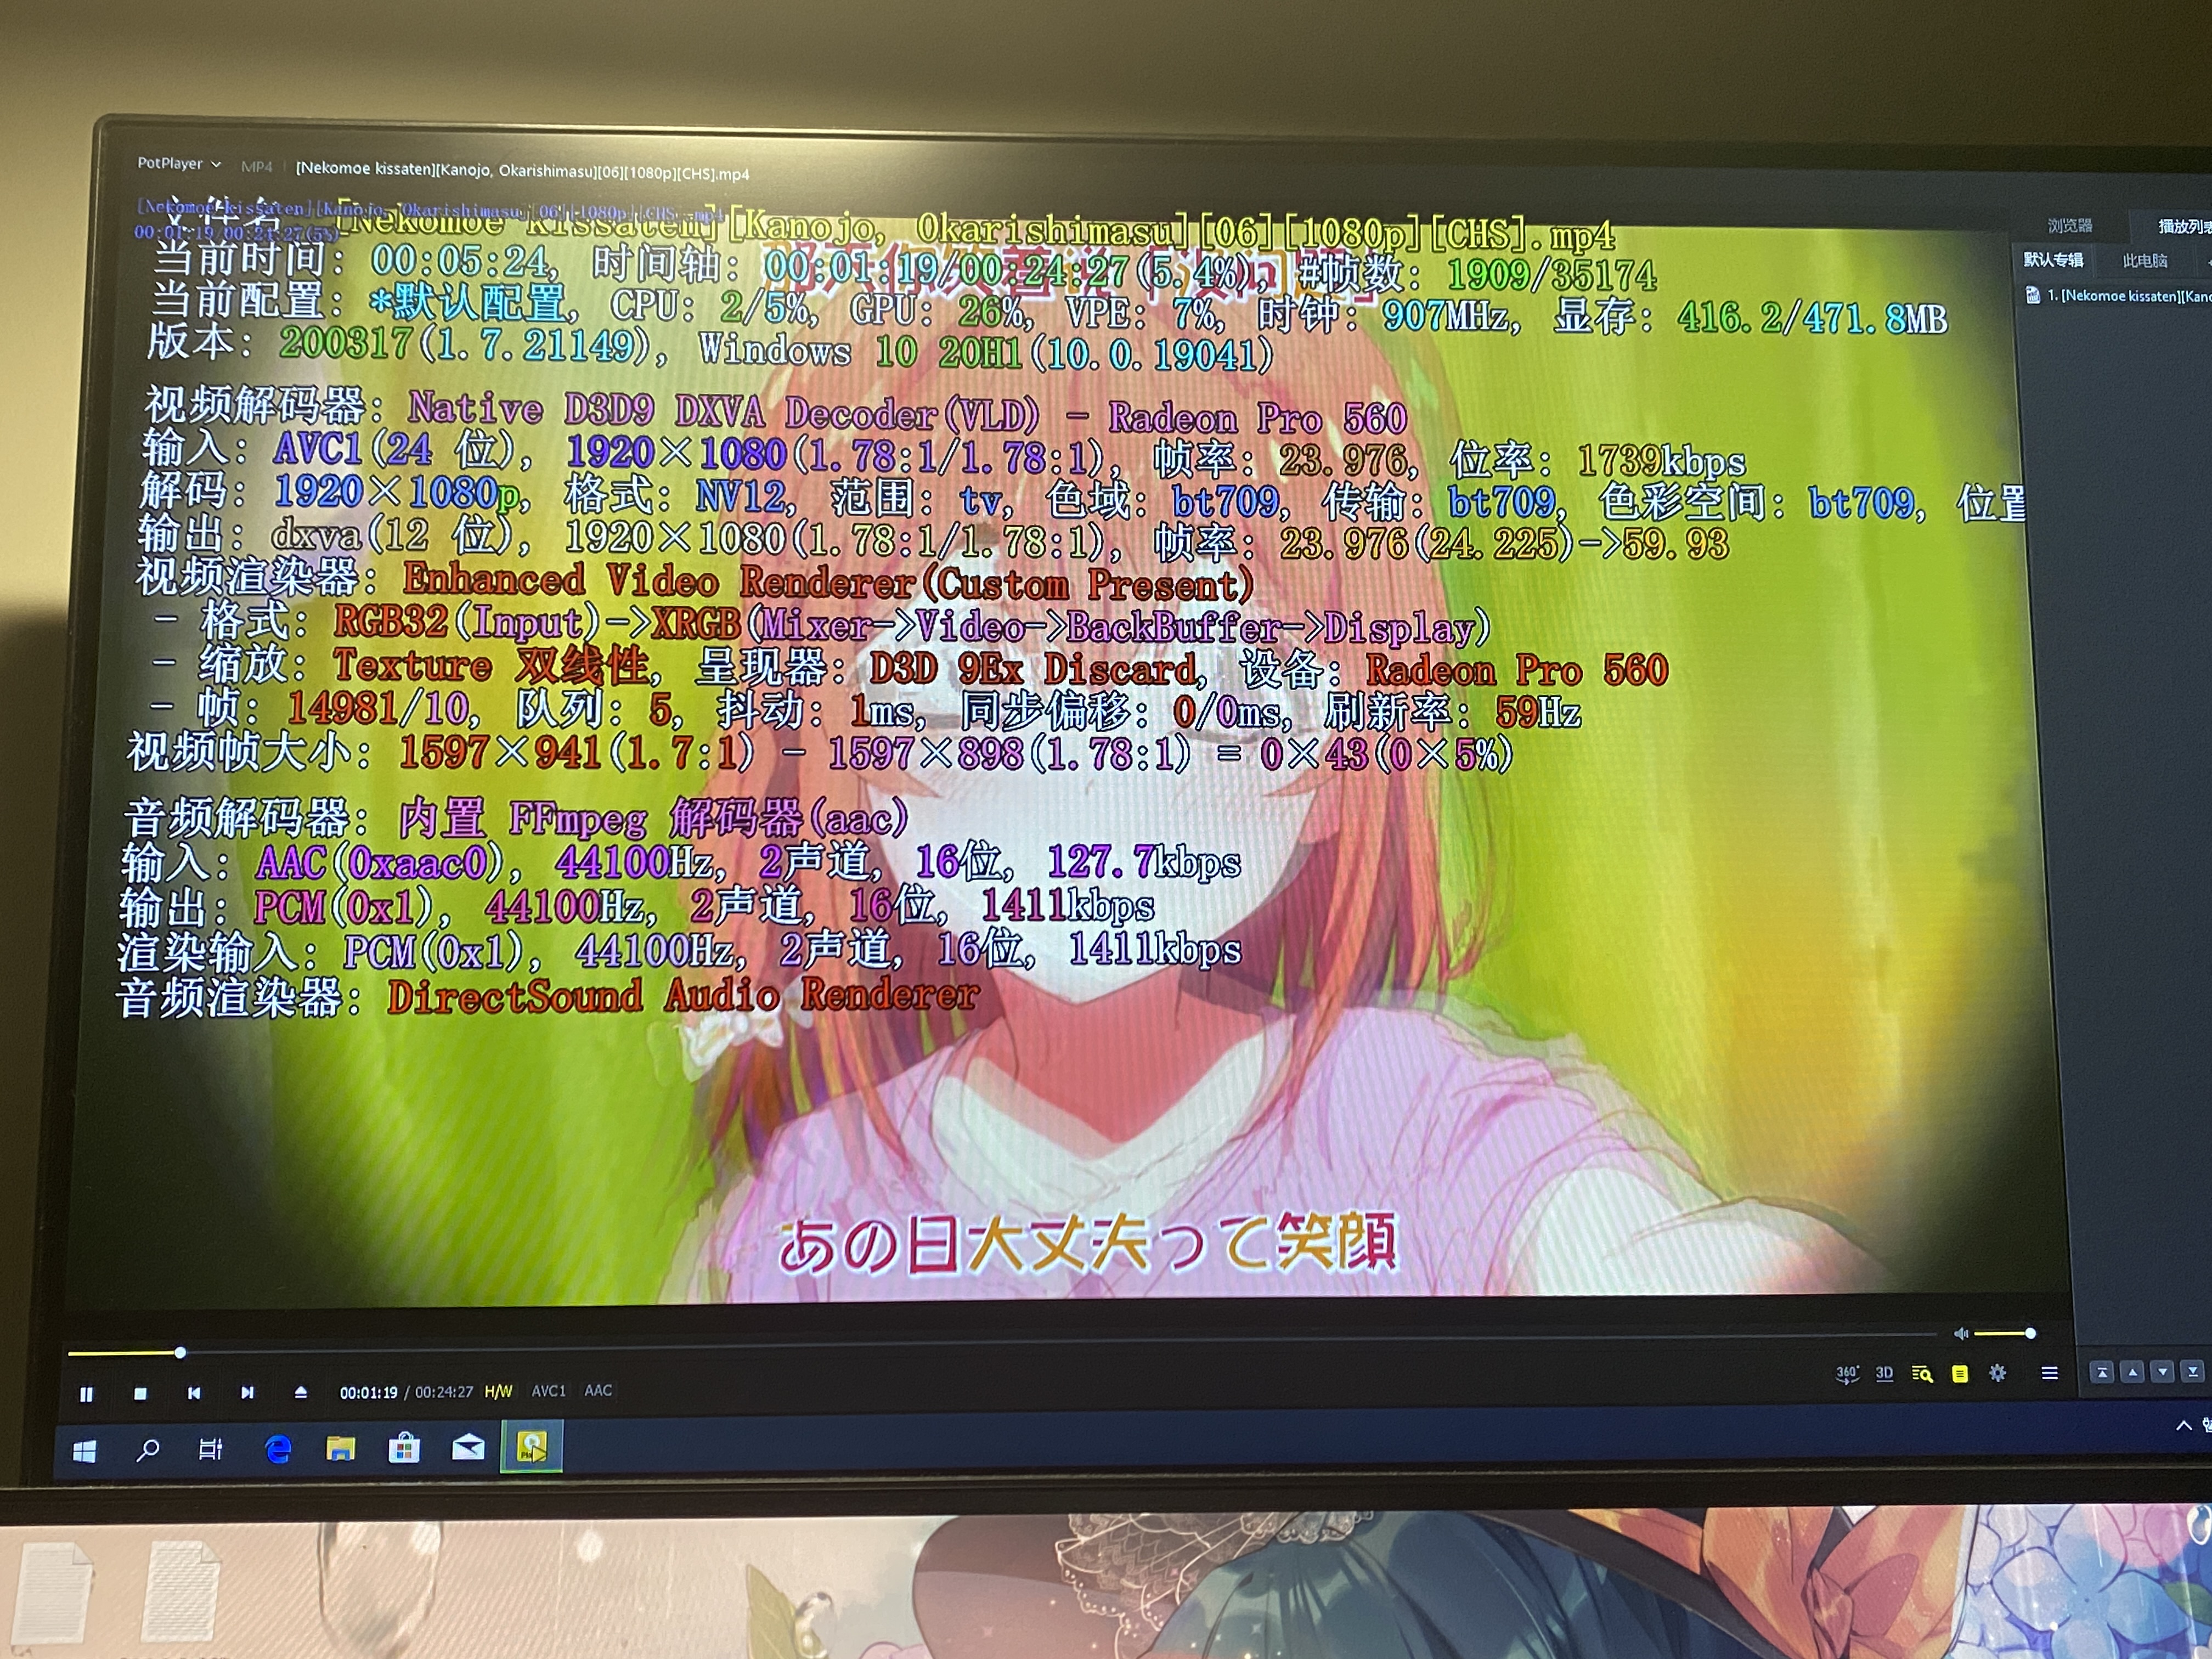 PotPlayer MP4 [Nekomoe kissaten][Kanojo, Okarishimasu][06][1080p][CHS].mp4
[Nekomoe kissaten][Kanojo, Okarishimasu][06][1080p][CHS].mp4
00:01:19/00:24:27(5%)
文件名: [Nekomoe kissaten][Kanojo, Okarishimasu][06][1080p][CHS].mp4
当前时间: 00:05:24, 时间轴: 00:01:19/00:24:27(5.4%), #帧数: 1909/35174
当前配置: *默认配置, CPU: 2/5%, GPU: 26%, VPE: 7%, 时钟: 907MHz, 显存: 416.2/471.8MB
版本: 200317(1.7.21149), Windows 10 20H1(10.0.19041)
视频解码器: Native D3D9 DXVA Decoder(VLD) - Radeon Pro 560
输入: AVC1(24 位), 1920×1080(1.78:1/1.78:1), 帧率: 23.976, 位率: 1739kbps
解码: 1920×1080p, 格式: NV12, 范围: tv, 色域: bt709, 传输: bt709, 色彩空间: bt709, 位置
输出: dxva(12 位), 1920×1080(1.78:1/1.78:1), 帧率: 23.976(24.225)->59.93
视频渲染器: Enhanced Video Renderer(Custom Present)
- 格式: RGB32(Input)->XRGB(Mixer->Video->BackBuffer->Display)
- 缩放: Texture 双线性, 呈现器: D3D 9Ex Discard, 设备: Radeon Pro 560
- 帧: 14981/10, 队列: 5, 抖动: 1ms, 同步偏移: 0/0ms, 刷新率: 59Hz
视频帧大小: 1597×941(1.7:1) - 1597×898(1.78:1) = 0×43(0×5%)
音频解码器: 内置 FFmpeg 解码器(aac)
输入: AAC(0xaac0), 44100Hz, 2声道, 16位, 127.7kbps
输出: PCM(0x1), 44100Hz, 2声道, 16位, 1411kbps
渲染输入: PCM(0x1), 44100Hz, 2声道, 16位, 1411kbps
音频渲染器: DirectSound Audio Renderer
あの日大丈夫って笑顔
浏览器 播放列表
默认专辑 此电脑
1. [Nekomoe kissaten][Kano
00:01:19 / 00:24:27 H/W AVC1 AAC
360° 3D